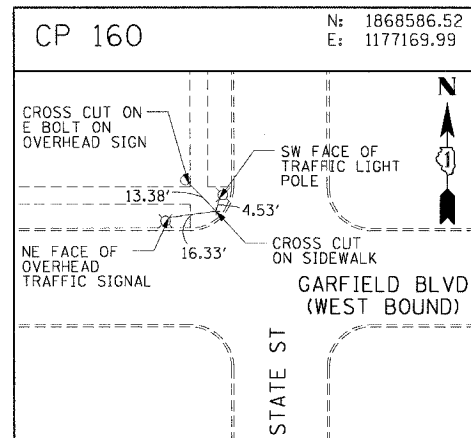 CP 160
N: 1868586.52
E: 1177169.99
N
1
CROSS CUT ON
E BOLT ON
OVERHEAD SIGN
SW FACE OF
TRAFFIC LIGHT
POLE
13.38'
4.53'
16.33'
NE FACE OF
OVERHEAD
TRAFFIC SIGNAL
CROSS CUT
ON SIDEWALK
GARFIELD BLVD
(WEST BOUND)
STATE ST